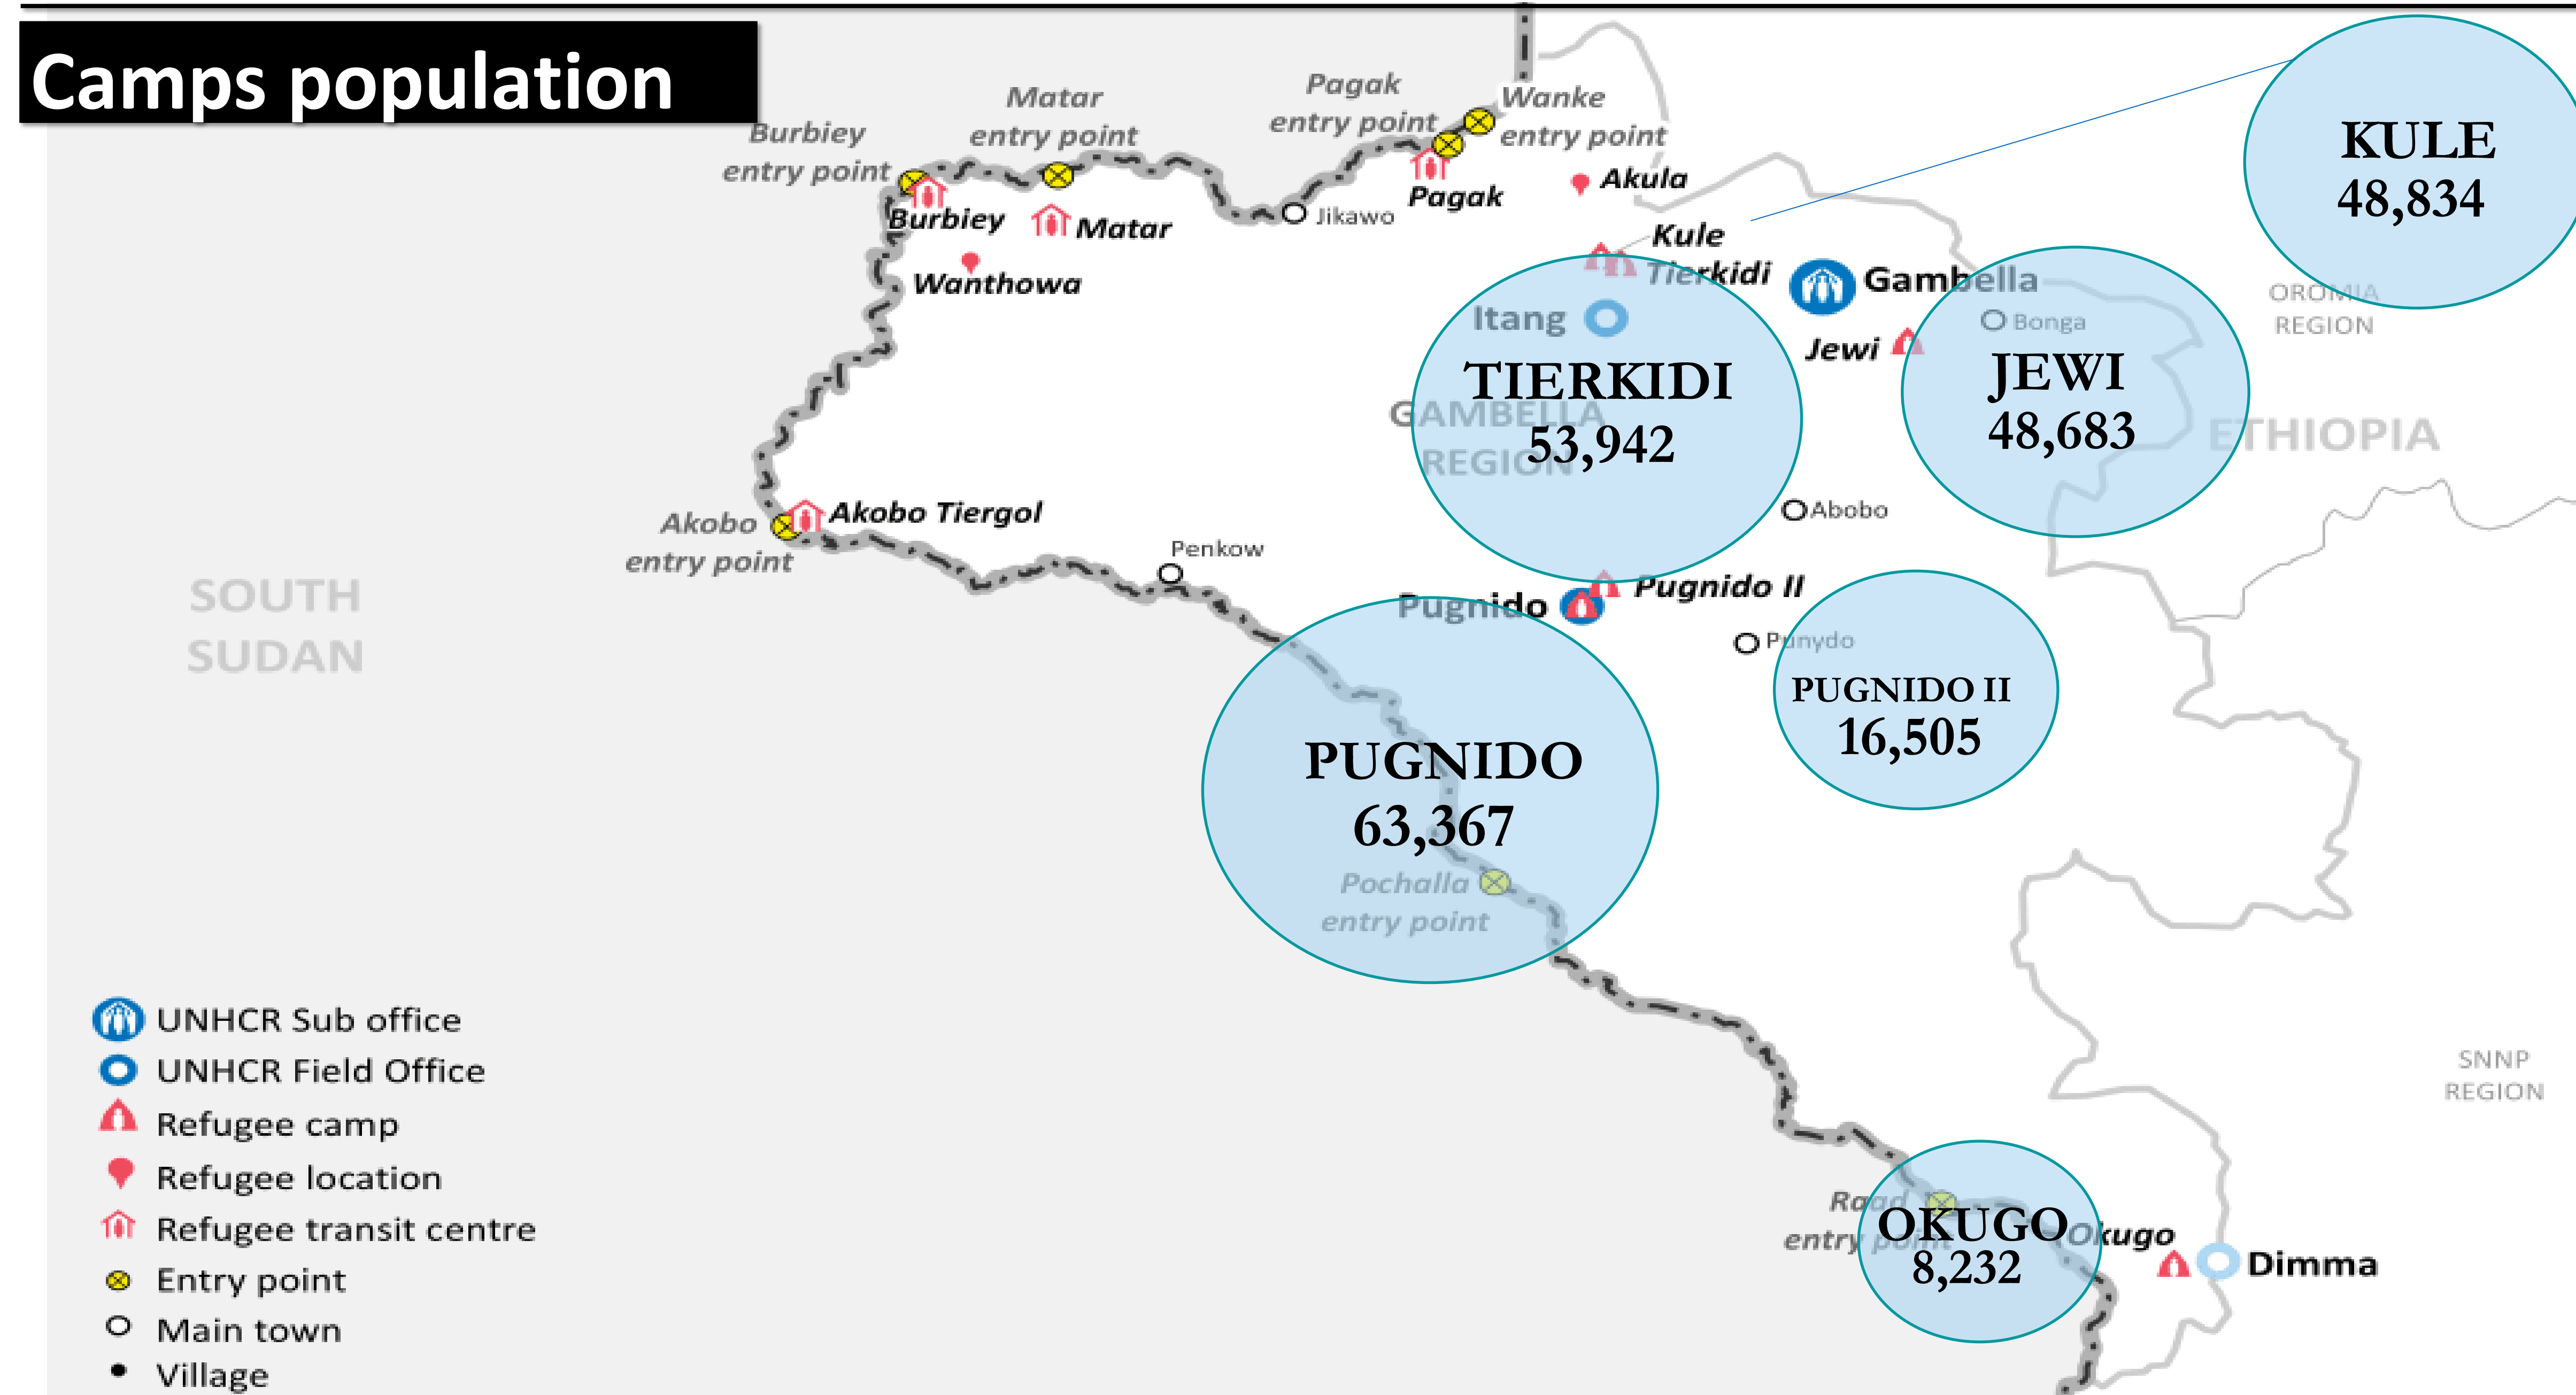 Camps population
Burbiey
entry point
Matar
entry point
Pagak
entry point
Wanke
entry point
KULE
48,834
Burbiey
Matar
Wanthowa
Jikawo
Pagak
Akula
Kule
Tierkidi
Gambella
OROMIA
REGION
Itang
Bonga
Jewi
TIERKIDI
53,942
GAMBELLA
REGION
JEWI
48,683
ETHIOPIA
Abobo
Akobo
entry point
Akobo Tiergol
Penkow
SOUTH
SUDAN
Pugnido
Pugnido II
Punydo
PUGNIDO II
16,505
PUGNIDO
63,367
Pochalla
entry point
SNNP
REGION
Raad
entry point
OKUGO
8,232
Okugo
Dimma
UNHCR Sub office
UNHCR Field Office
Refugee camp
Refugee location
Refugee transit centre
Entry point
Main town
Village